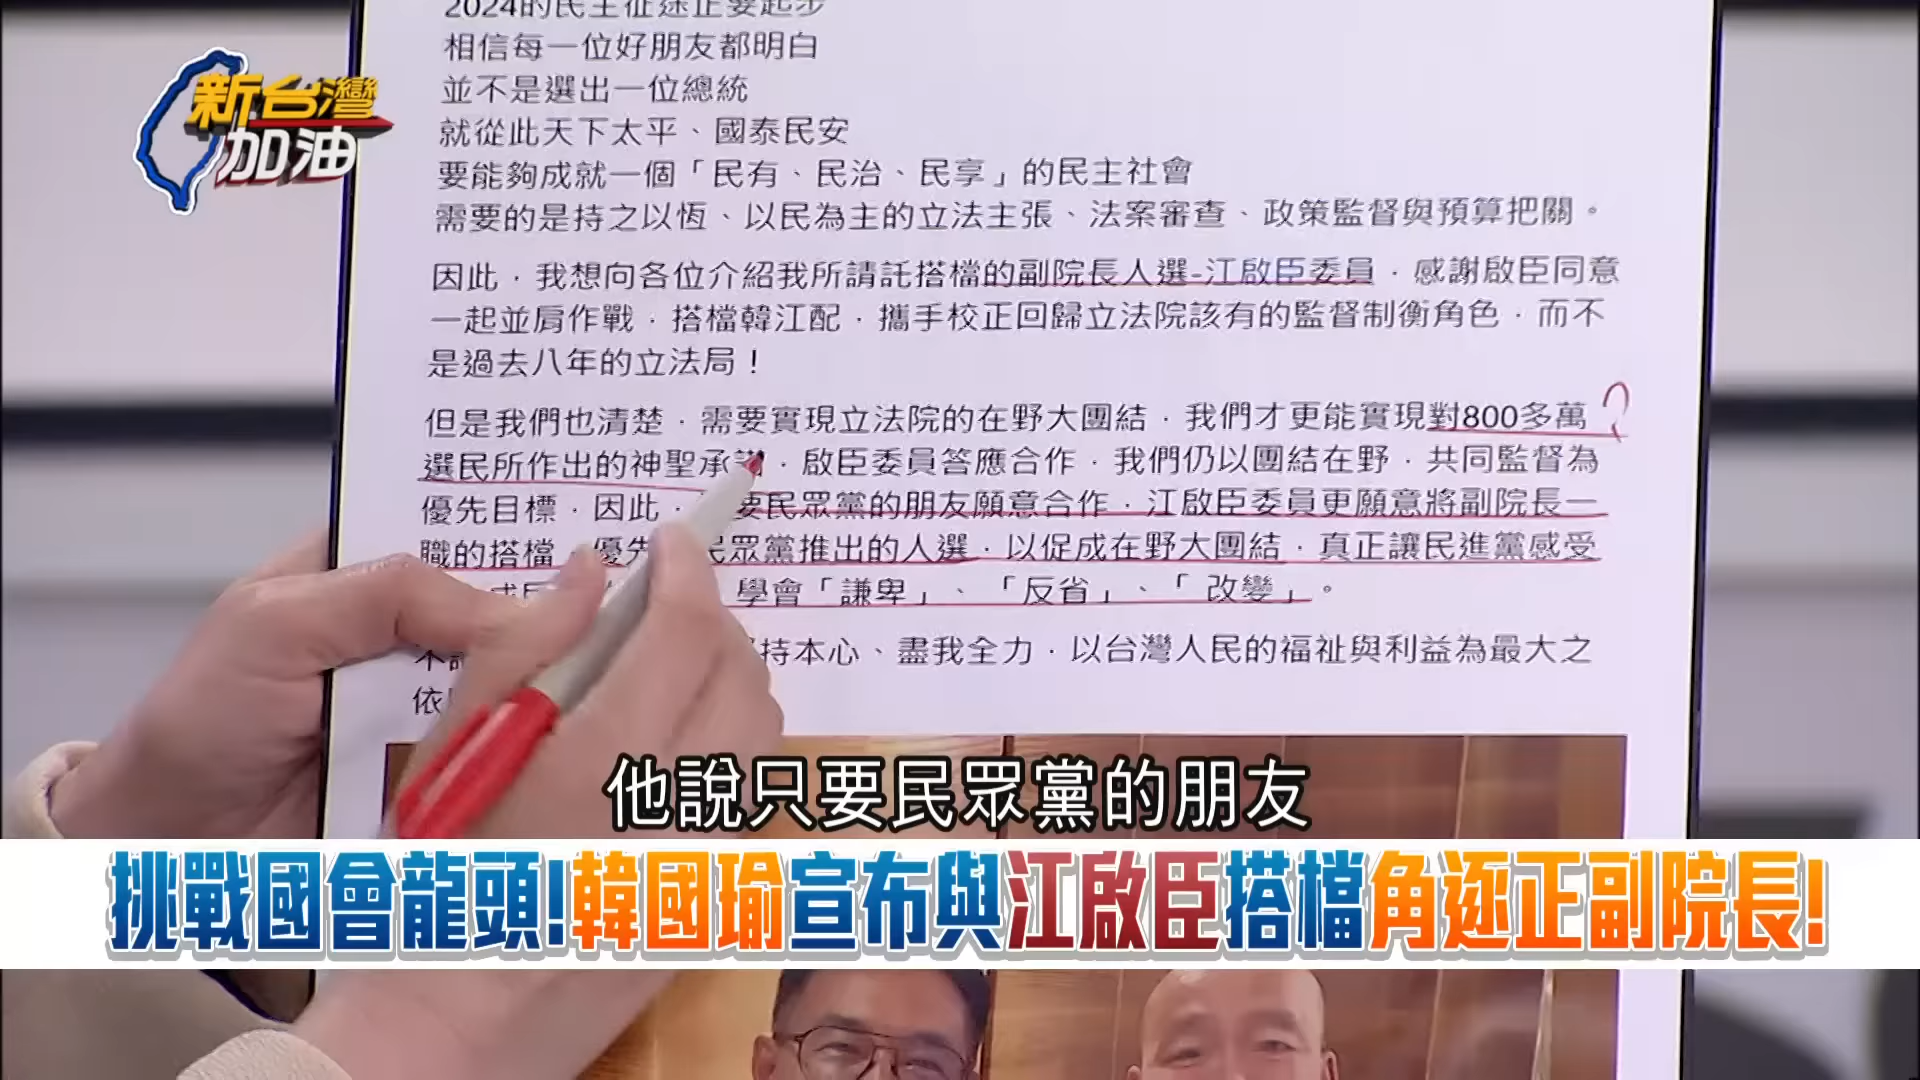 新台灣
加油
2024的民主征途正要起步
相信每一位好朋友都明白
並不是選出一位總統
就從此天下太平、國泰民安
要能夠成就一個「民有、民治、民享」的民主社會
需要的是持之以恆、以民為主的立法主張、法案審查、政策監督與預算把關。
因此，我想向各位介紹我所請託搭檔的副院長人選-江啟臣委員，感謝啟臣同意
一起並肩作戰，搭檔韓江配，攜手校正回歸立法院該有的監督制衡角色，而不
是過去八年的立法局！
但是我們也清楚，需要實現立法院的在野大團結，我們才更能實現對800多萬
選民所作出的神聖承諾，啟臣委員答應合作，我們仍以團結在野，共同監督為
優先目標，因此，要民眾黨的朋友願意合作，江啟臣委員更願意將副院長一
職的搭檔，優先民眾黨推出的人選，以促成在野大團結，真正讓民進黨感受
學會「謙卑」、「反省」、「改變」。
持本心、盡我全力，以台灣人民的福祉與利益為最大之
依
他說只要民眾黨的朋友
挑戰國會龍頭!韓國瑜宣布與江啟臣搭檔角逐正副院長!